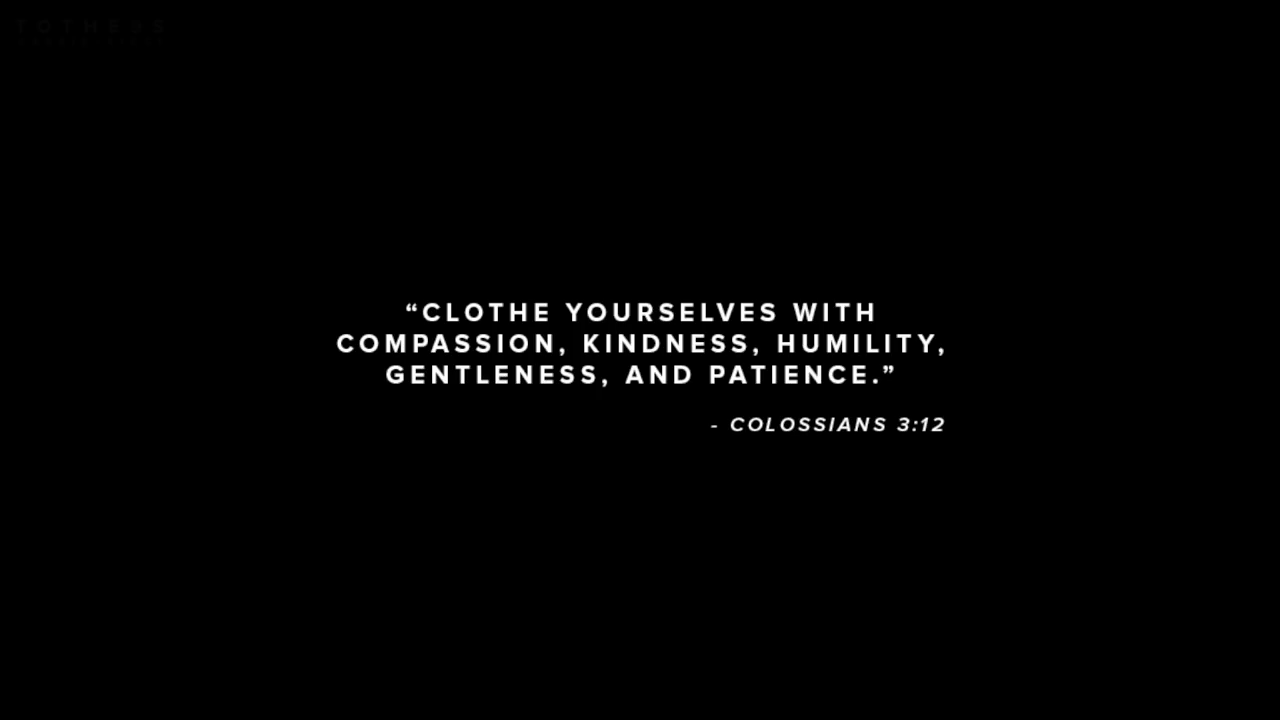 “CLOTHE YOURSELVES WITH
COMPASSION, KINDNESS, HUMILITY,
GENTLENESS, AND PATIENCE.”
- COLOSSIANS 3:12